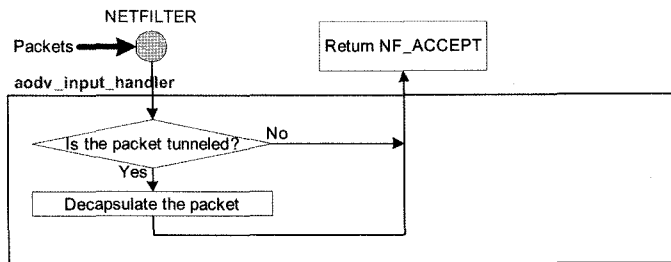 NETFILTER
Packets
Return NF_ACCEPT
aodv_input_handler
Is the packet tunneled?
No
Yes
Decapsulate the packet